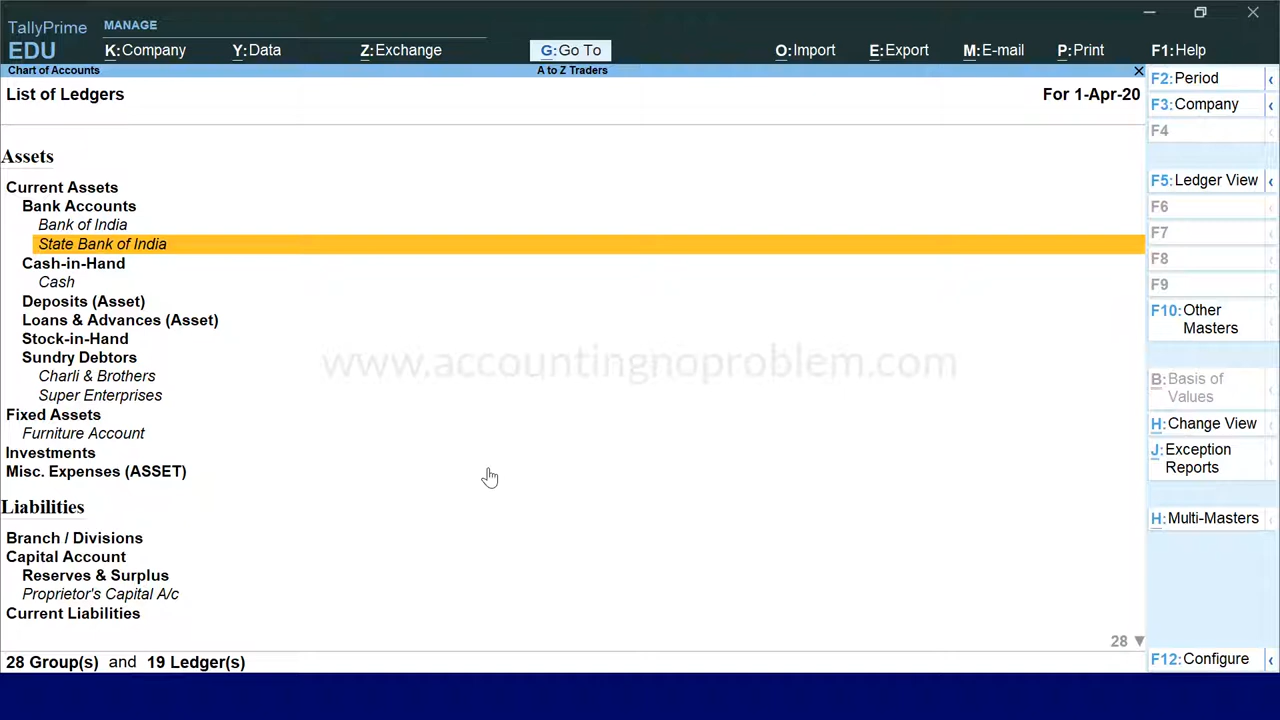 TallyPrime MANAGE
EDU K:Company Y:Data Z:Exchange G:Go To O:Import E:Export M:E-mail P:Print F1:Help
Chart of Accounts A to Z Traders
List of Ledgers For 1-Apr-20
Assets
Current Assets
Bank Accounts
Bank of India
State Bank of India
Cash-in-Hand
Cash
Deposits (Asset)
Loans & Advances (Asset)
Stock-in-Hand
Sundry Debtors
www.accountingnoproblem.com
Charli & Brothers
Super Enterprises
Fixed Assets
Furniture Account
Investments
Misc. Expenses (ASSET)
Liabilities
Branch / Divisions
Capital Account
Reserves & Surplus
Proprietor's Capital A/c
Current Liabilities
28
28 Group(s) and 19 Ledger(s)
F2:Period
F3:Company
F4
F5:Ledger View
F6
F7
F8
F9
F10:Other
Masters
B:Basis of
Values
H:Change View
J:Exception
Reports
H:Multi-Masters
F12:Configure